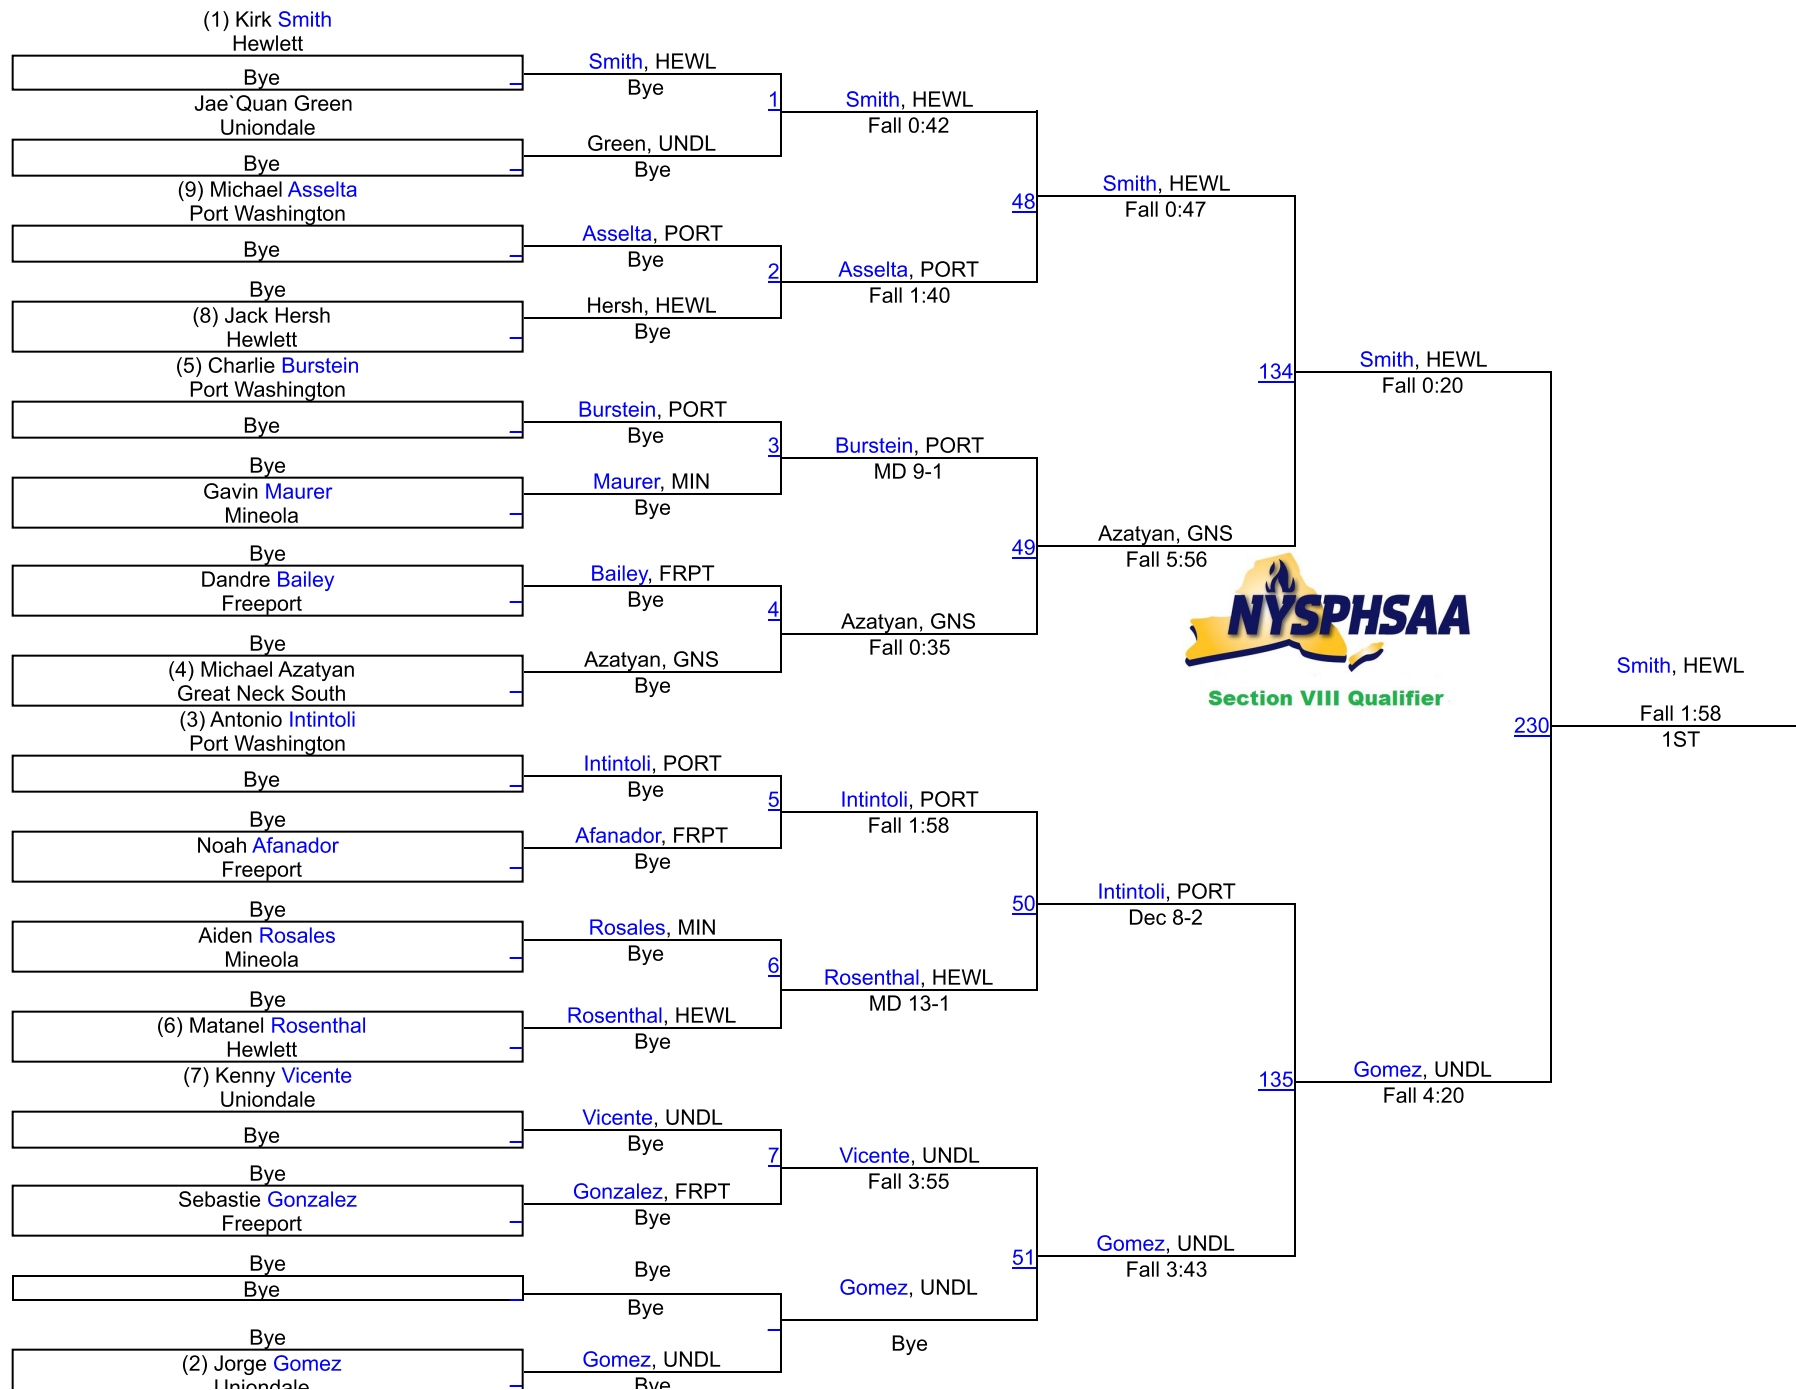 (1) Kirk Smith
Hewlett
Bye
Jae`Quan Green
Uniondale
Bye
(9) Michael Asselta
Port Washington
Bye
Bye
(8) Jack Hersh
Hewlett
(5) Charlie Burstein
Port Washington
Bye
Bye
Gavin Maurer
Mineola
Bye
Dandre Bailey
Freeport
Bye
(4) Michael Azatyan
Great Neck South
(3) Antonio Intintoli
Port Washington
Bye
Bye
Noah Afanador
Freeport
Bye
Aiden Rosales
Mineola
Bye
(6) Matanel Rosenthal
Hewlett
(7) Kenny Vicente
Uniondale
Bye
Bye
Sebastie Gonzalez
Freeport
Bye
Bye
Bye
(2) Jorge Gomez
Uniondale
Smith, HEWL
Bye
1
Green, UNDL
Bye
Asselta, PORT
Bye
2
Hersh, HEWL
Bye
Burstein, PORT
Bye
3
Maurer, MIN
Bye
Bailey, FRPT
Bye
4
Azatyan, GNS
Bye
Intintoli, PORT
Bye
5
Afanador, FRPT
Bye
Rosales, MIN
Bye
6
Rosenthal, HEWL
Bye
Vicente, UNDL
Bye
7
Gonzalez, FRPT
Bye
Bye
Bye
Gomez, UNDL
Bye
Smith, HEWL
Fall 0:42
48
Asselta, PORT
Fall 1:40
Burstein, PORT
MD 9-1
49
Azatyan, GNS
Fall 0:35
Intintoli, PORT
Fall 1:58
50
Rosenthal, HEWL
MD 13-1
Vicente, UNDL
Fall 3:55
51
Gomez, UNDL
Bye
Smith, HEWL
Fall 0:47
134
Azatyan, GNS
Fall 5:56
NYSPHSAA
Section VIII Qualifier
Intintoli, PORT
Dec 8-2
135
Gomez, UNDL
Fall 3:43
Smith, HEWL
Fall 0:20
230
Gomez, UNDL
Fall 4:20
Smith, HEWL
Fall 1:58
1ST